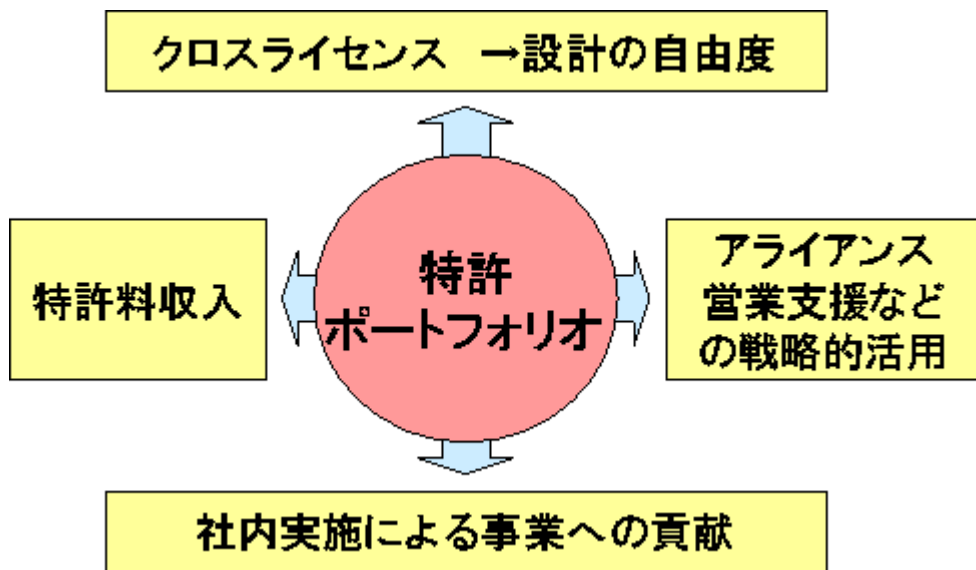 クロスライセンス →設計の自由度
特許料収入
特許
ポートフォリオ
アライアンス
営業支援など
の戦略的活用
社内実施による事業への貢献